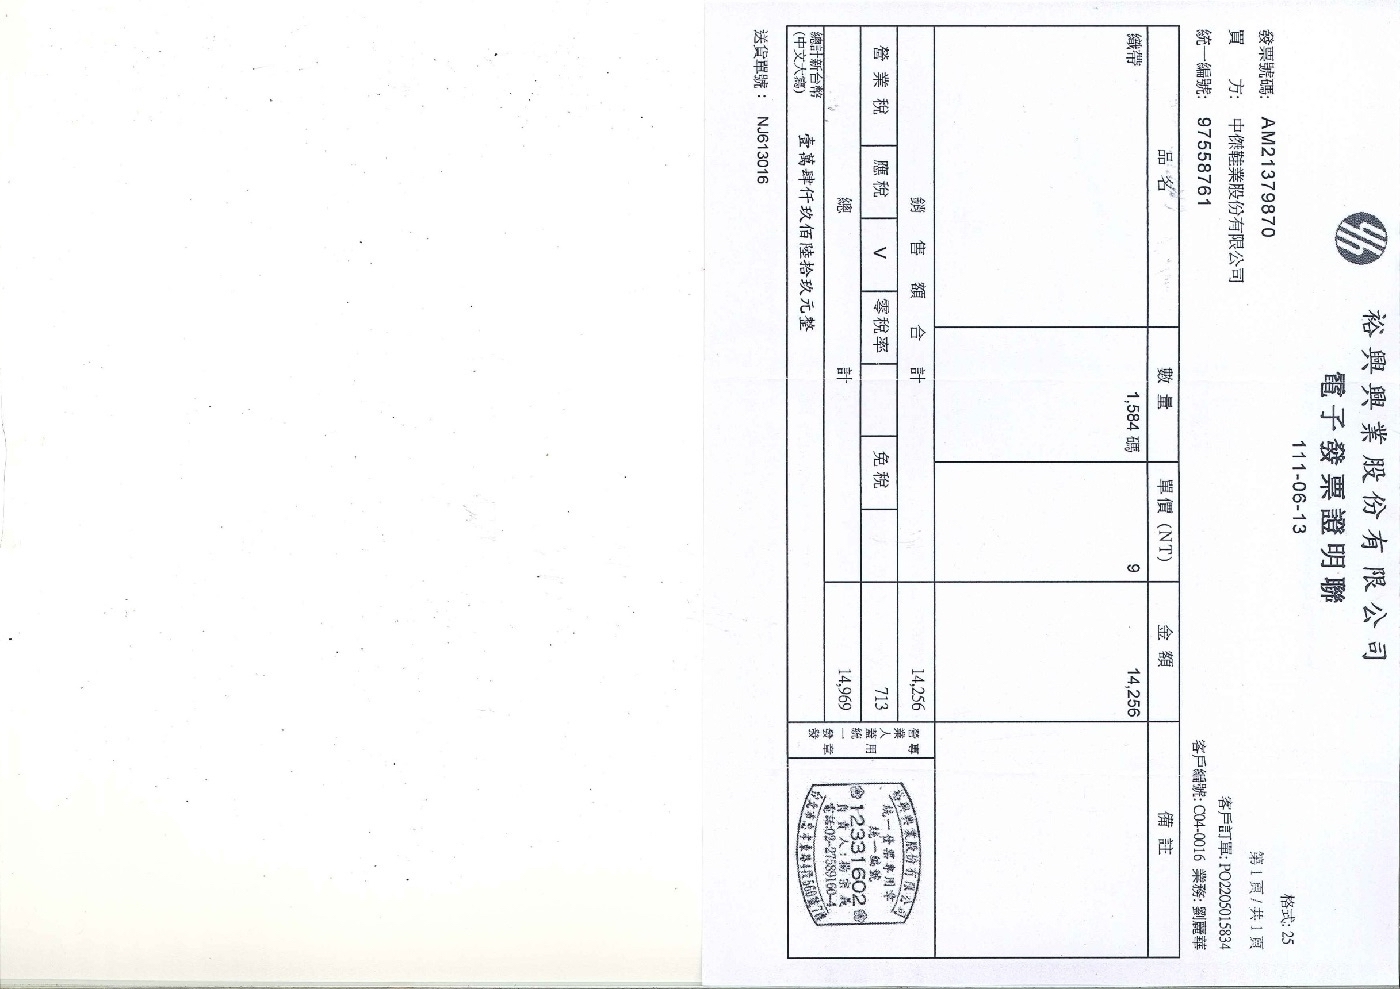 裕興興業股份有限公司
電子發票證明聯
111-06-13
格式: 25
發票號碼: AM21379870
第 1 頁 / 共 1 頁
買 方: 中傑鞋業股份有限公司
客戶訂單: PO2205015834
統一編號: 97558761
客戶編號: C04-0016 業務: 劉麗華
品 名 數 量 單價 (NT) 金 額 備 註
織帶 1,584 碼 9 14,256
銷 售 額 合 計 14,256
營 業 稅 應稅 V 零稅率 免 稅 713
總 計 14,969
總計新台幣
(中文大寫) 壹萬肆仟玖佰陸拾玖元整
營業人蓋統一發發
專用章
裕興興業股份有限公司
統一發票專用章
統一編號
12331602
負責人: 楊宗義
電話:02-27589160-4
台北市忠孝東路4段560號7樓
送貨單號： NJ613016